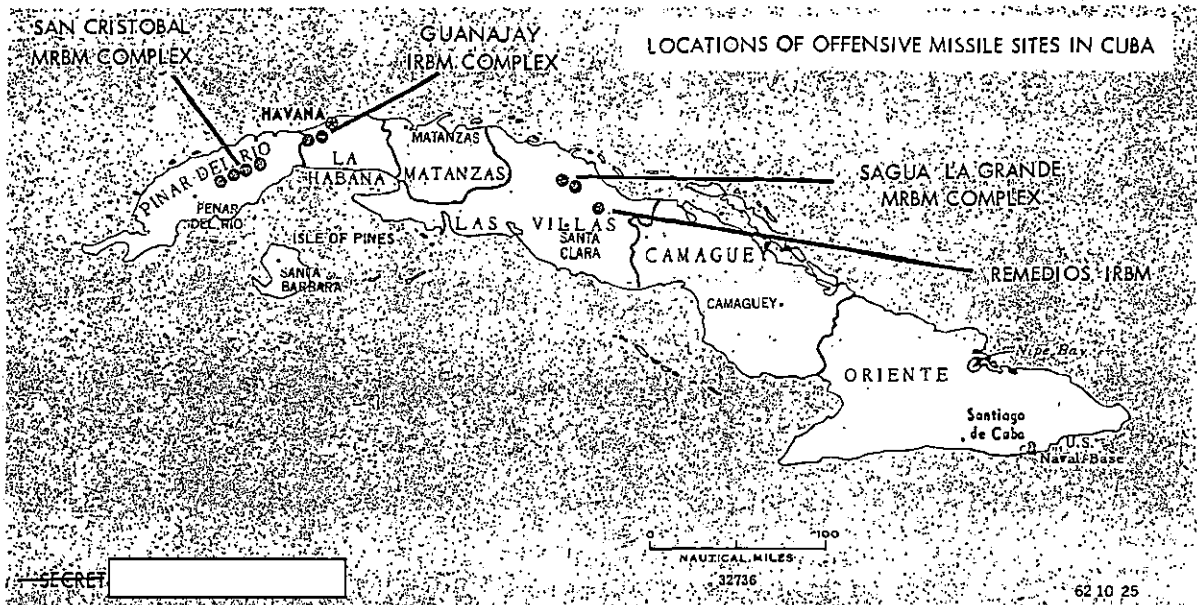 SAN CRISTOBAL
MRBM COMPLEX
GUANAJAY
IRBM COMPLEX
LOCATIONS OF OFFENSIVE MISSILE SITES IN CUBA
HAVANA
PINAR DEL RIO
LA
HABANA
MATANZAS
MATANZAS
SAGUA LA GRANDE
MRBM COMPLEX
PENAR
DEL RIO
ISLE OF PINES
LAS VILLAS
SANTA
CLARA
CAMAGUEY
REMEDIOS IRBM
SANTA
BARBARA
CAMAGUEY
Nipe Bay
ORIENTE
Santiago
de Cuba
U.S.
Naval Base
0 100
NAUTICAL MILES
32736
SECRET
62 10 25